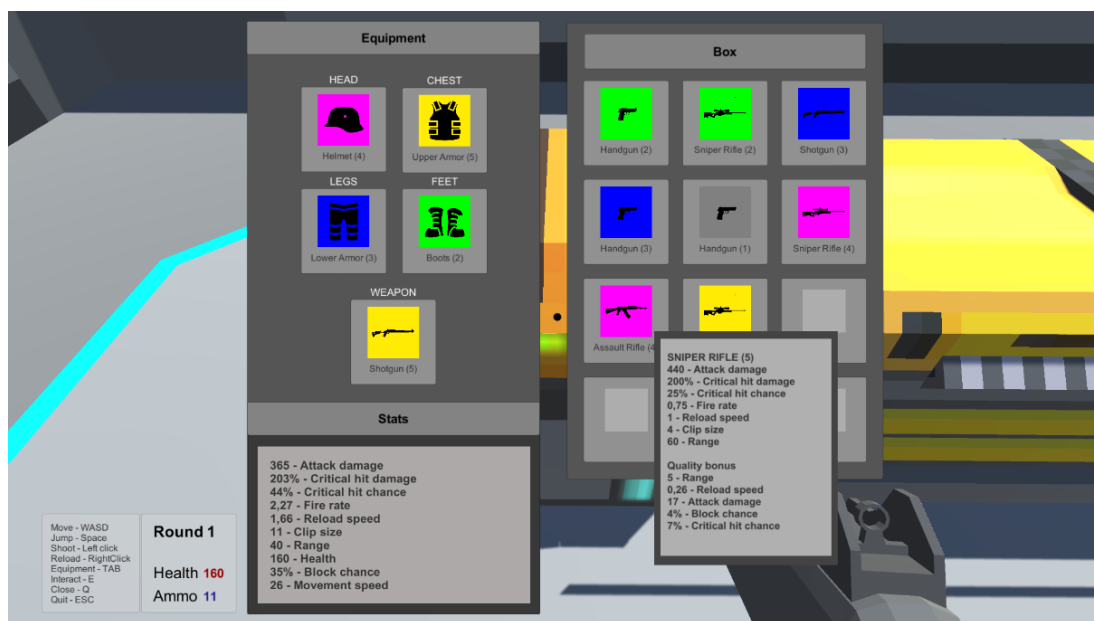 Equipment
HEAD
CHEST
Helmet (4)
Upper Armor (5)
LEGS
FEET
Lower Armor (3)
Boots (2)
WEAPON
Shotgun (5)
Stats
365 - Attack damage
203% - Critical hit damage
44% - Critical hit chance
2,27 - Fire rate
1,66 - Reload speed
11 - Clip size
40 - Range
160 - Health
35% - Block chance
26 - Movement speed
Box
Handgun (2)
Sniper Rifle (2)
Shotgun (3)
Handgun (3)
Handgun (1)
Sniper Rifle (4)
Assault Rifle (4
SNIPER RIFLE (5)
440 - Attack damage
200% - Critical hit damage
25% - Critical hit chance
0,75 - Fire rate
1 - Reload speed
4 - Clip size
60 - Range
Quality bonus
5 - Range
0,26 - Reload speed
17 - Attack damage
4% - Block chance
7% - Critical hit chance
Move - WASD
Jump - Space
Shoot - Left click
Reload - RightClick
Equipment - TAB
Interact - E
Close - Q
Quit - ESC
Round 1
Health 160
Ammo 11